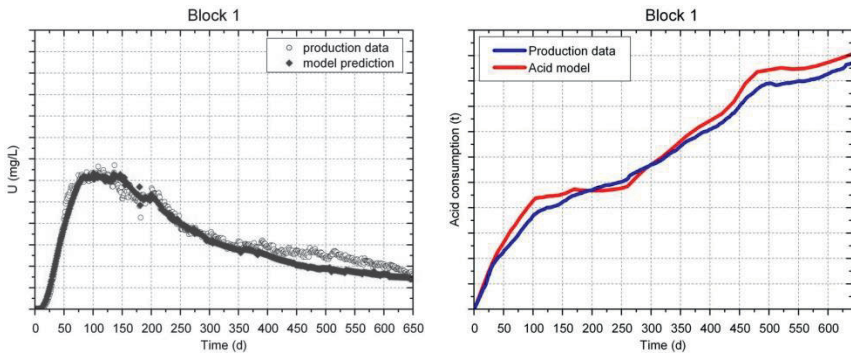 Block 1
production data
model prediction
U (mg/L)
0 50 100 150 200 250 300 350 400 450 500 550 600 650
Time (d)
Block 1
Production data
Acid model
Acid consumption (t)
0 50 100 150 200 250 300 350 400 450 500 550 600
Time (d)